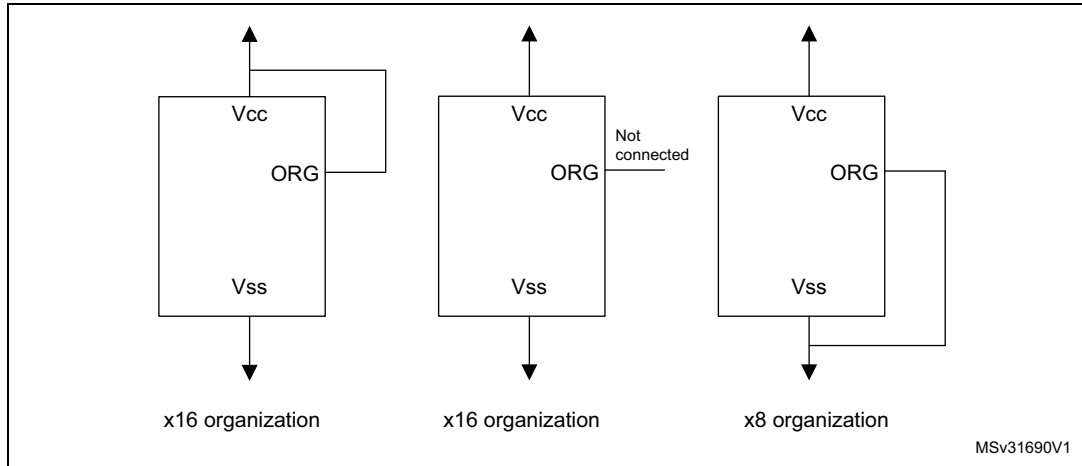 Vcc
ORG
Vss
x16 organization
Vcc
Not
connected
ORG
Vss
x16 organization
Vcc
ORG
Vss
x8 organization
MSv31690V1